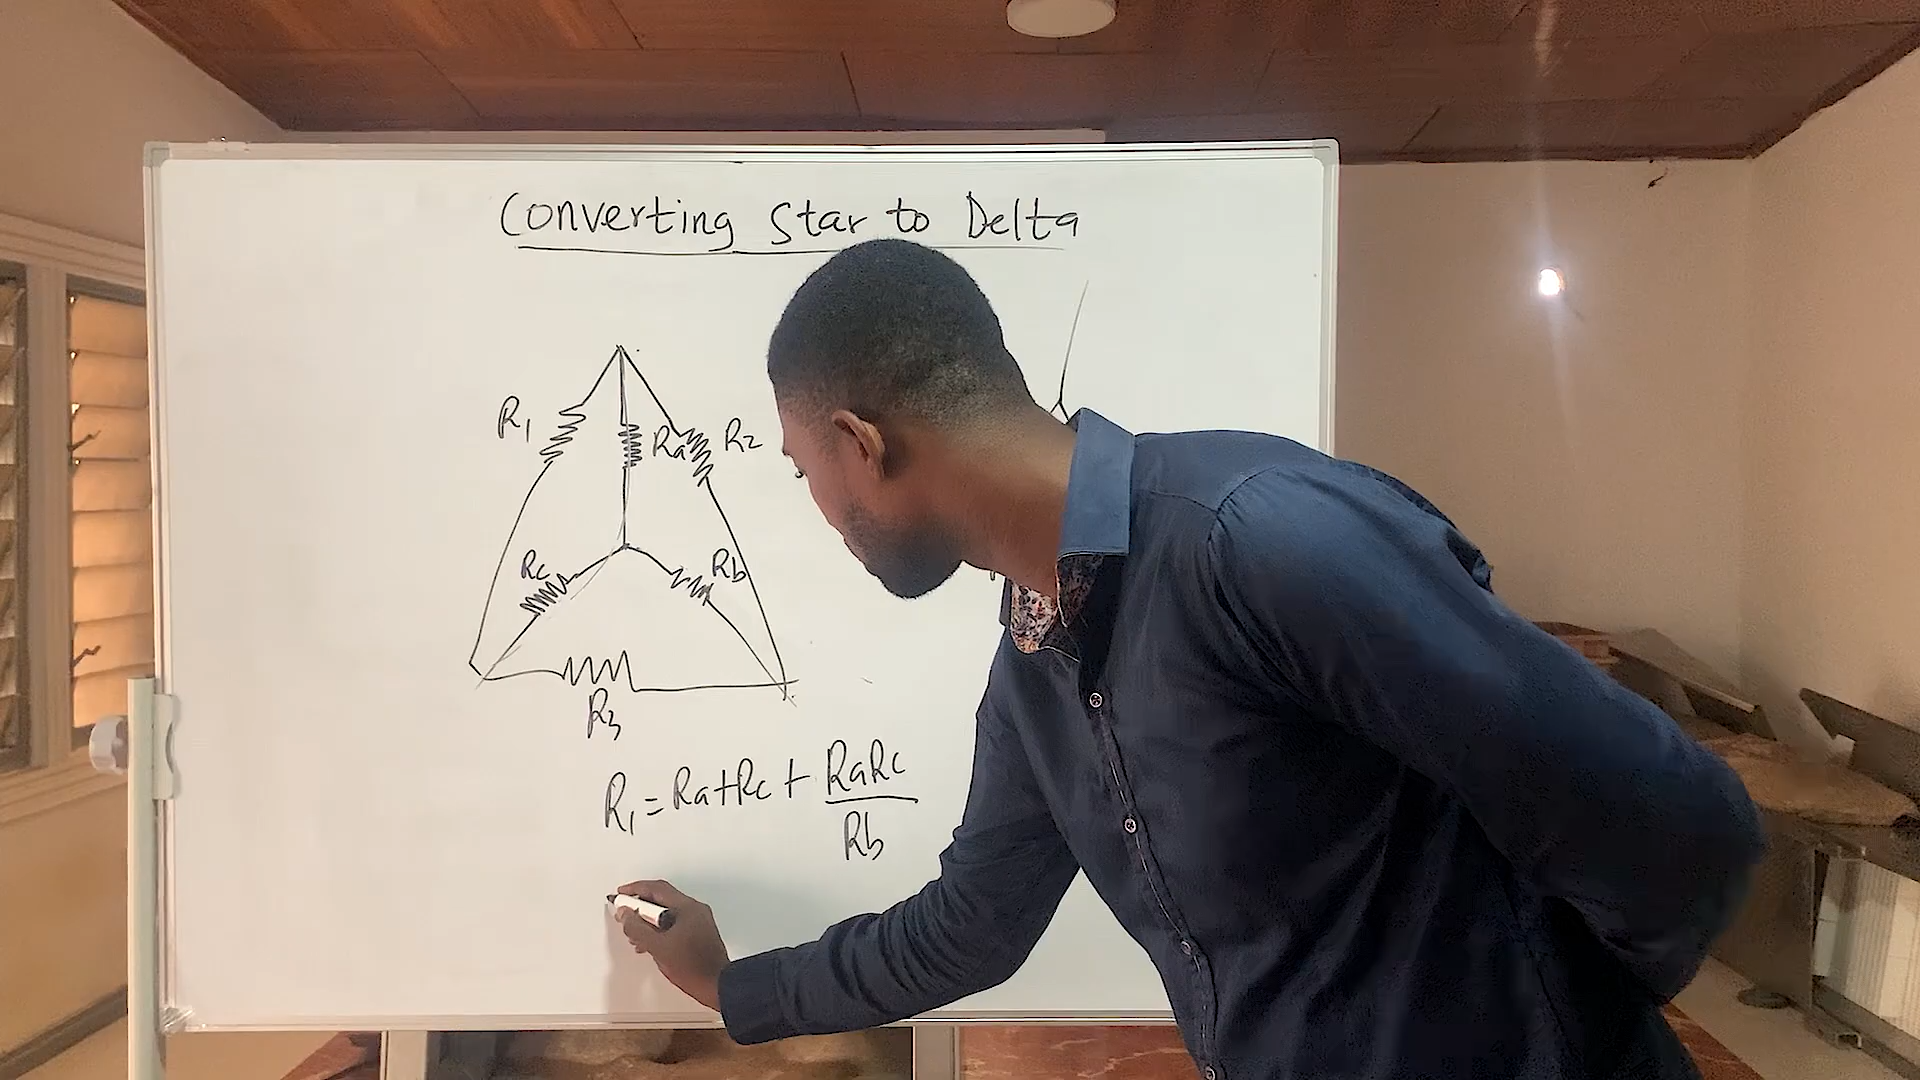 Converting Star to Delta
R1
Ra
R2
Rc
Rb
R3
R1 = Ra + Rc + RaRc
Rb